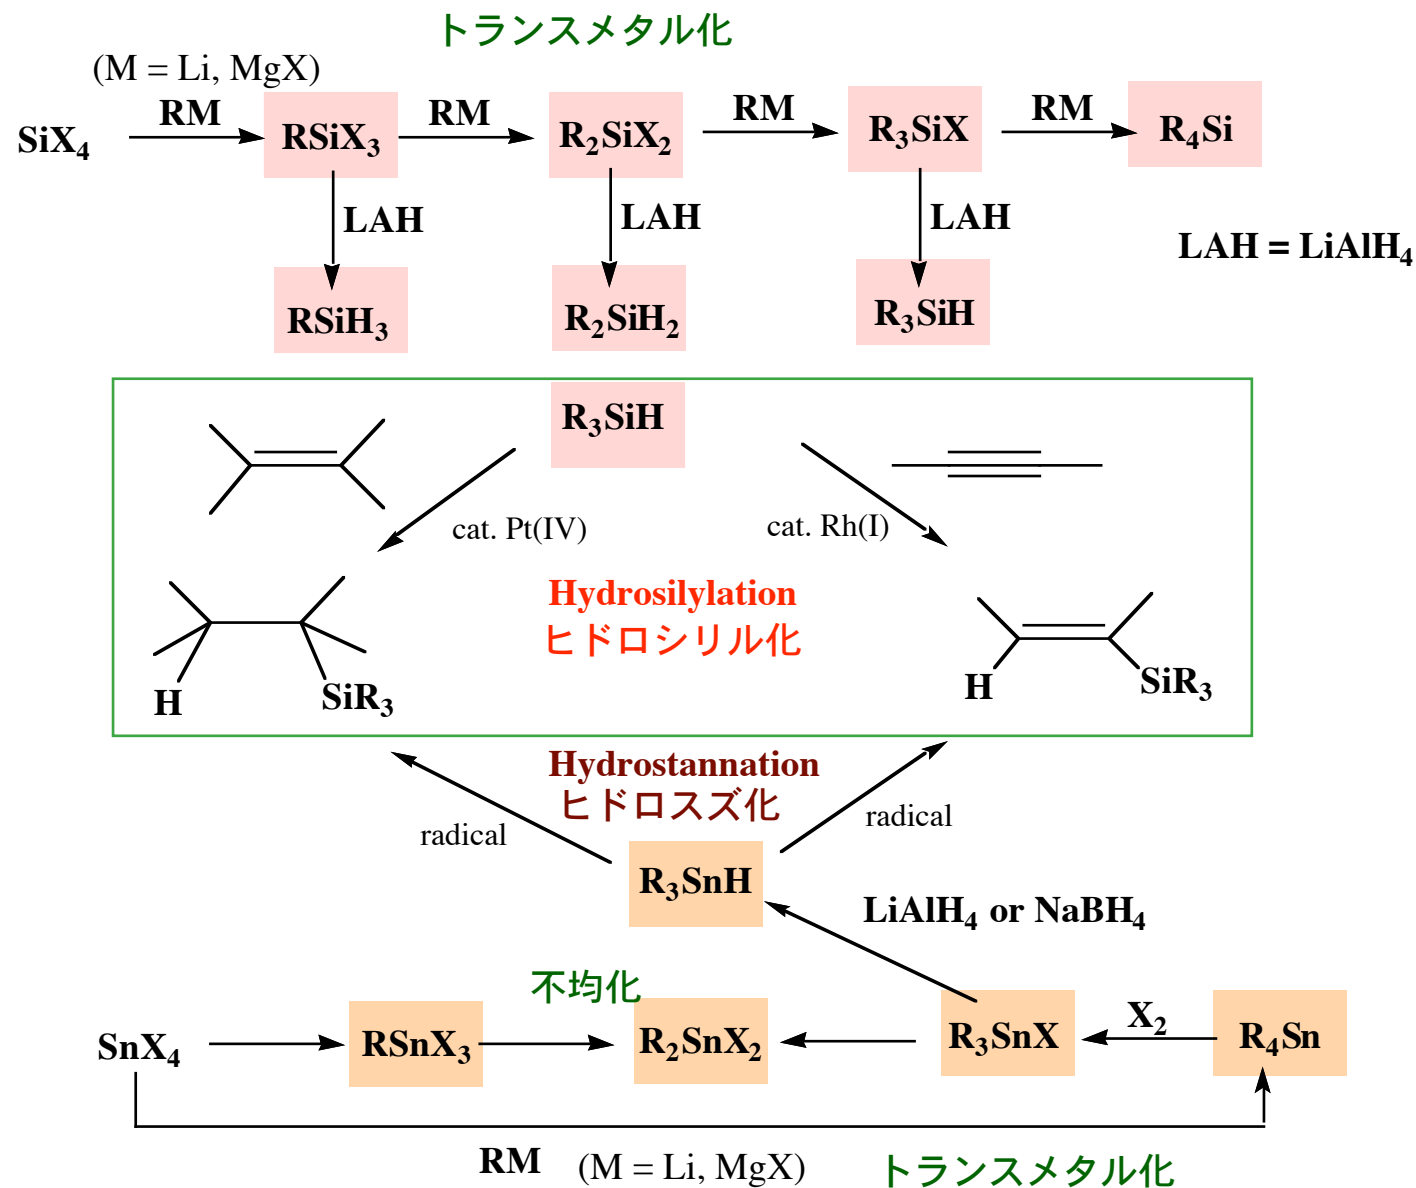 トランスメタル化
(M = Li, MgX)
SiX₄ RM RSiX₃ RM R₂SiX₂ RM R₃SiX RM R₄Si
LAH LAH LAH
LAH = LiAlH₄
RSiH₃ R₂SiH₂ R₃SiH
R₃SiH
cat. Pt(IV) cat. Rh(I)
Hydrosilylation
ヒドロシリル化
H SiR₃ H SiR₃
Hydrostannation
ヒドロスズ化
radical radical
R₃SnH
LiAlH₄ or NaBH₄
不均化
SnX₄ RSnX₃ R₂SnX₂ R₃SnX X₂ R₄Sn
RM (M = Li, MgX) トランスメタル化